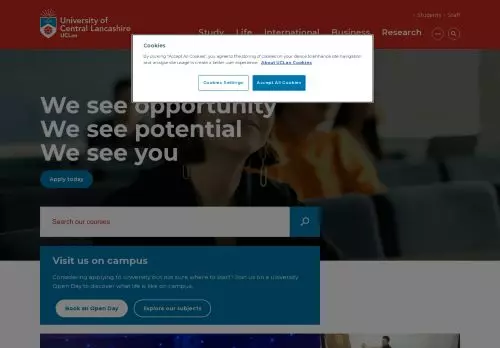 University of
Central Lancashire
UCLan
Students Staff
Study Life International Business Research
Cookies
By clicking "Accept All Cookies", you agree to the storing of cookies on your device to enhance site navigation
and analyse site usage to create a better user experience. About UCLan Cookies
Cookies Settings
Accept All Cookies
We see opportunity
We see potential
We see you
Apply today
Search our courses
Visit us on campus
Considering applying to university but not sure where to start? Join us on a University
Open Day to discover what life is like on campus.
Book an Open Day
Explore our subjects